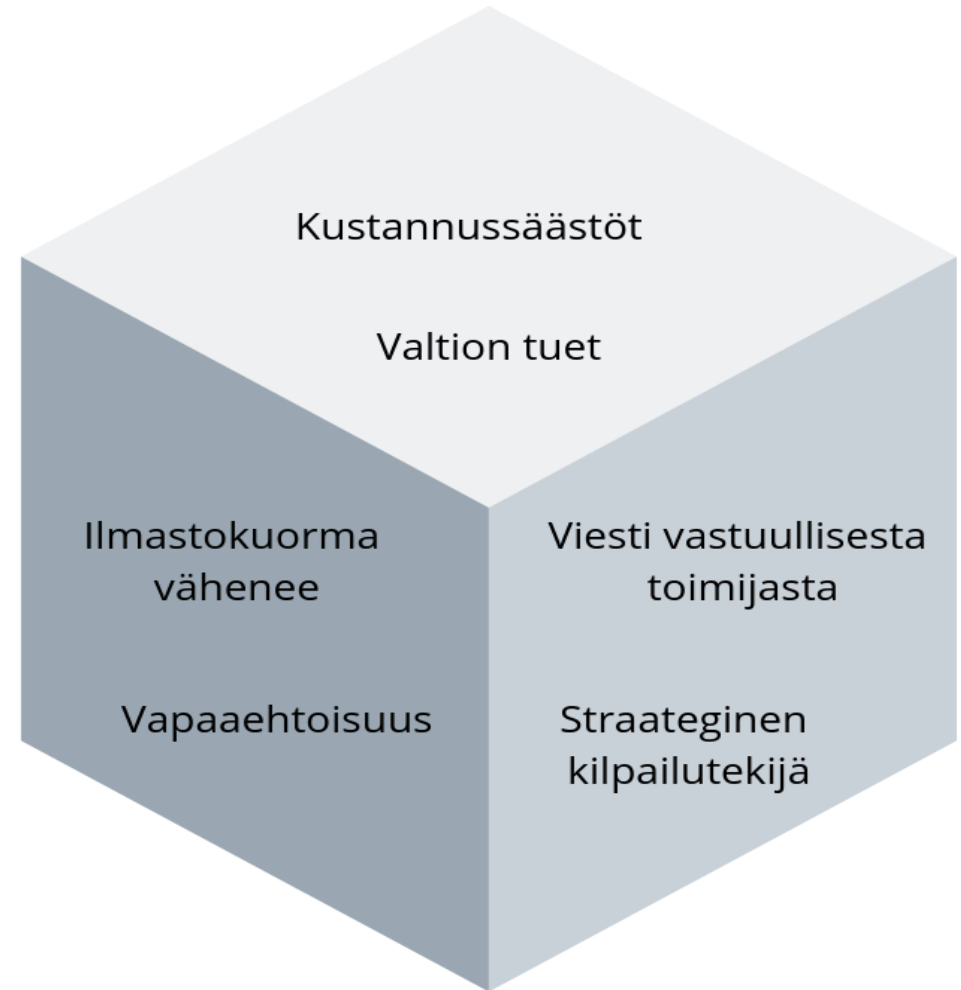 Kustannussäästöt
Valtion tuet
Ilmastokuorma
vähenee
Vapaaehtoisuus
Viesti vastuullisesta
toimijasta
Straateginen
kilpailutekijä